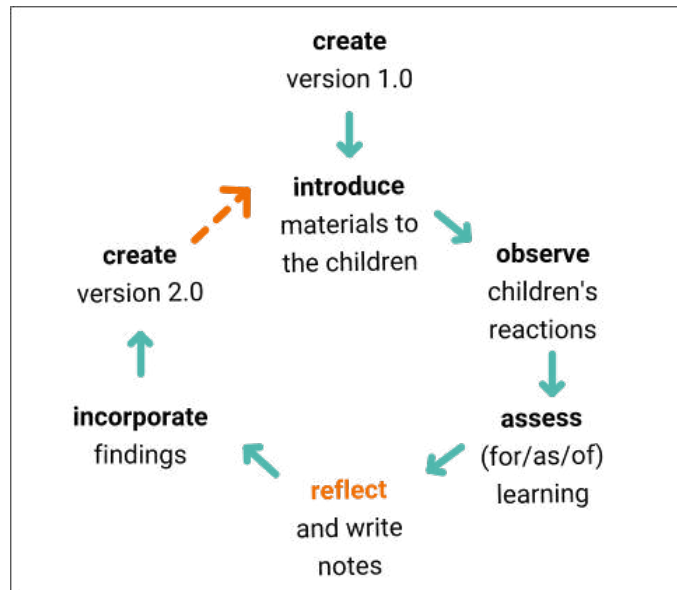 create
version 1.0
introduce
materials to
the children
observe
children's
reactions
assess
(for/as/of)
learning
reflect
and write
notes
incorporate
findings
create
version 2.0